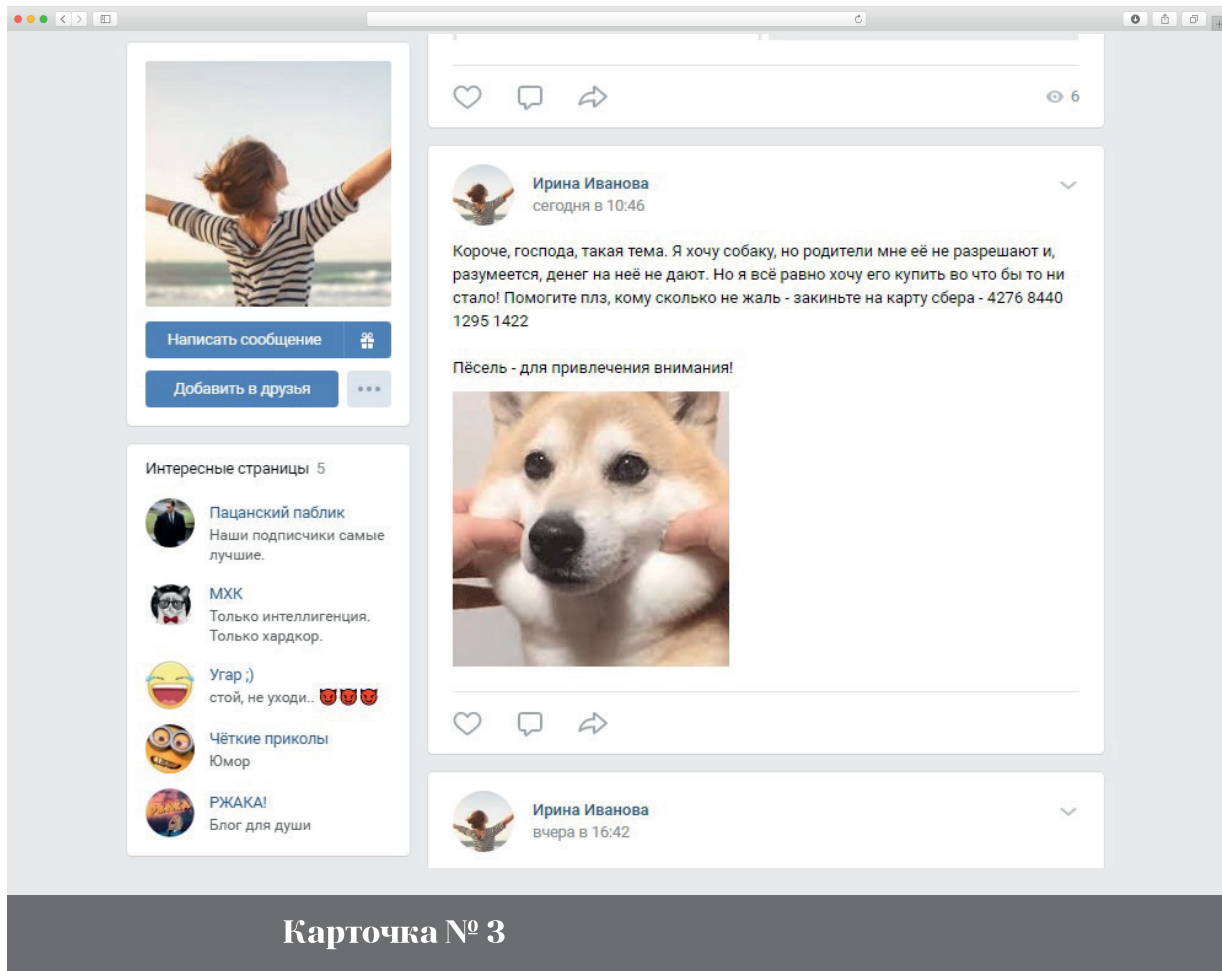 6
Ирина Иванова
сегодня в 10:46
Короче, господа, такая тема. Я хочу собаку, но родители мне её не разрешают и,
разумеется, денег на неё не дают. Но я всё равно хочу его купить во что бы то ни
стало! Помогите плз, кому сколько не жаль - закиньте на карту сбера - 4276 8440
1295 1422
Пёсель - для привлечения внимания!
Написать сообщение
Добавить в друзья
Интересные страницы 5
Пацанский паблик
Наши подписчики самые
лучшие.
МХК
Только интеллигенция.
Только хардкор.
Угар ;)
стой, не уходи..
Чёткие приколы
Юмор
РЖАКА!
Блог для души
Ирина Иванова
вчера в 16:42
Карточка № 3